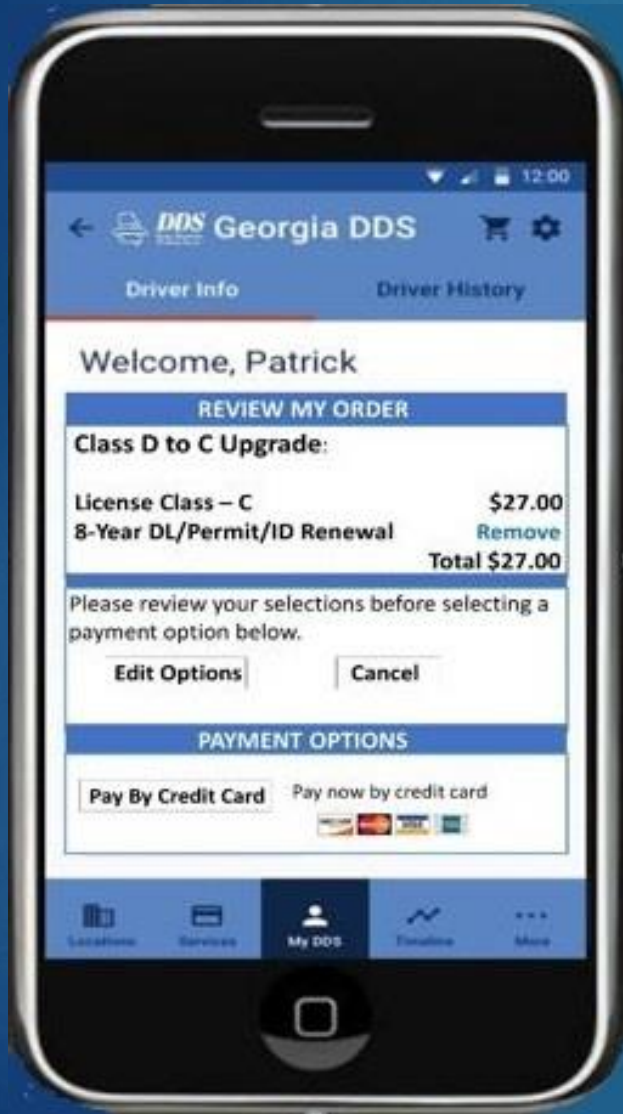 12:00
DDS Georgia DDS
Driver Info Driver History
Welcome, Patrick
REVIEW MY ORDER
Class D to C Upgrade:
License Class – C $27.00
8-Year DL/Permit/ID Renewal Remove
Total $27.00
Please review your selections before selecting a
payment option below.
Edit Options Cancel
PAYMENT OPTIONS
Pay By Credit Card Pay now by credit card
DISCOVER MasterCard VISA
Locations Services My DDS Timeline More